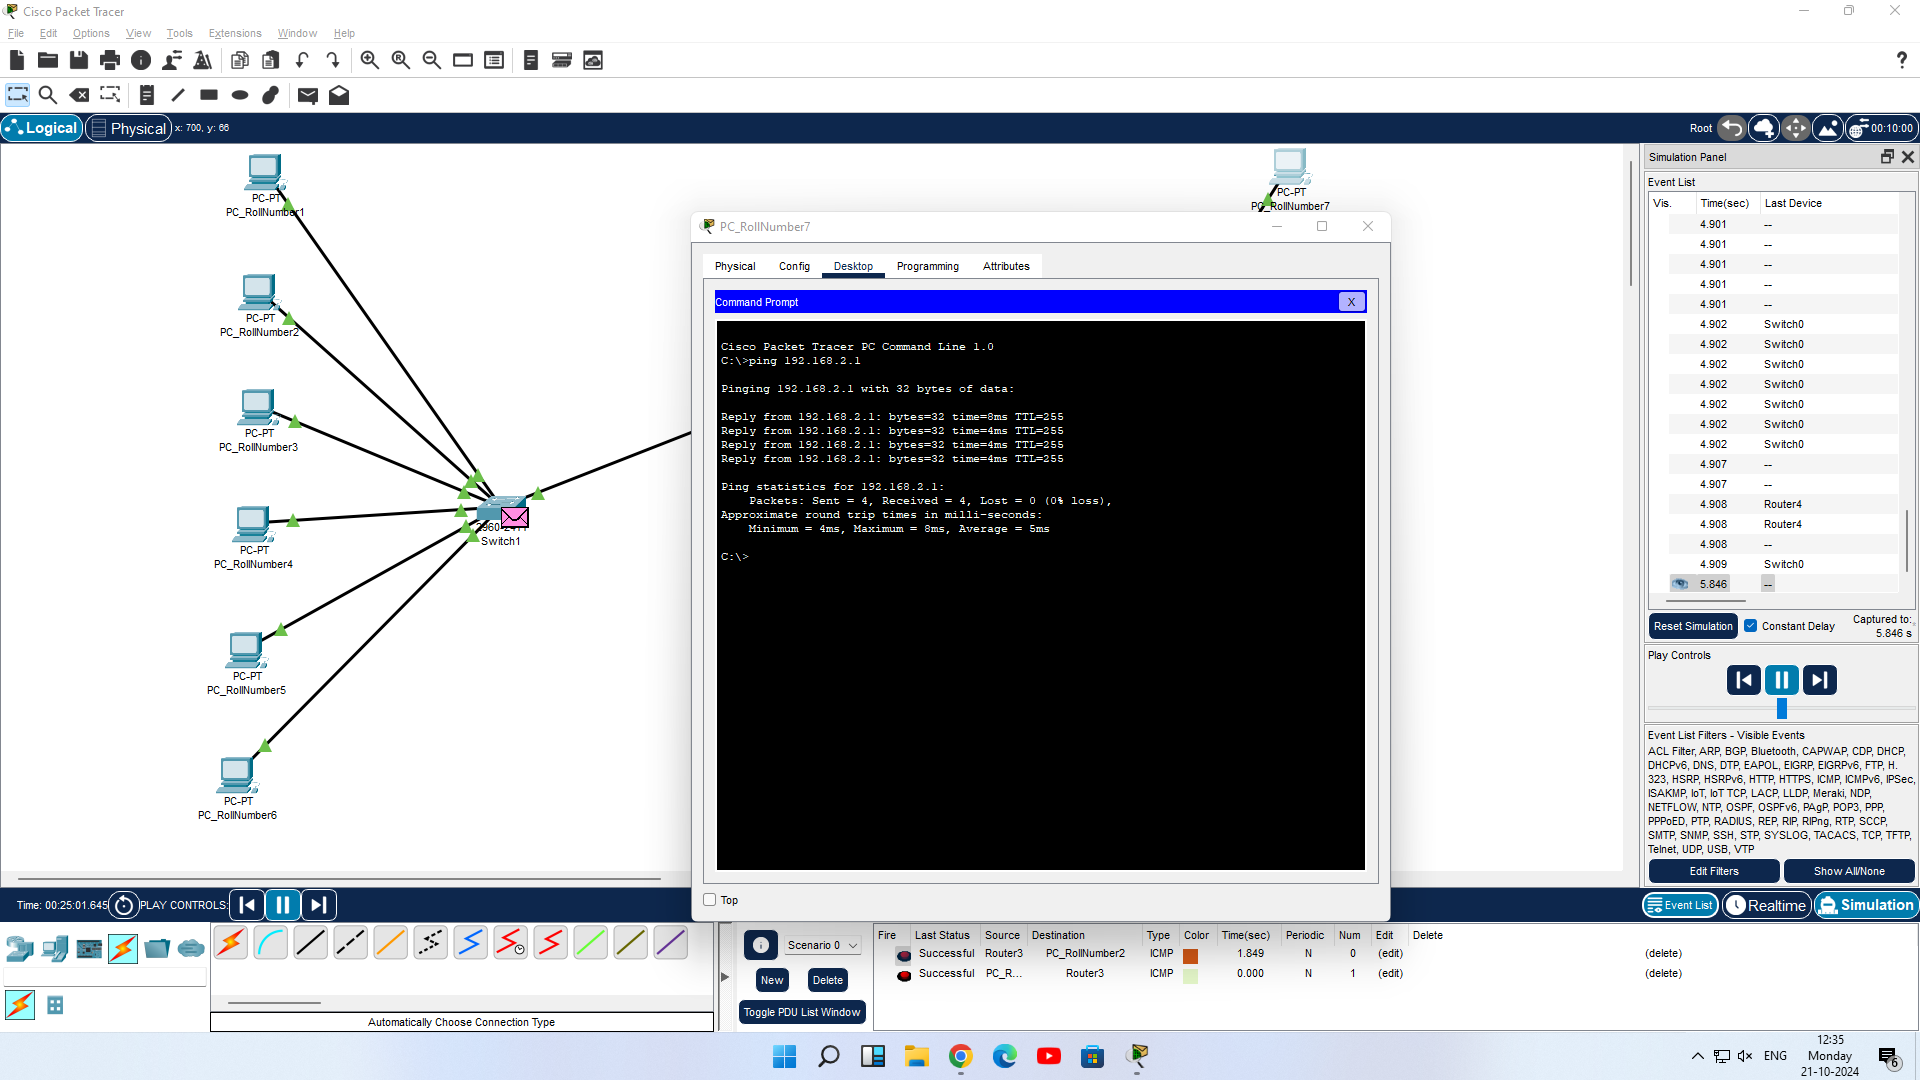 Cisco Packet Tracer
File Edit Options View Tools Extensions Window Help
Logical Physical x: 700, y: 66
Root 00:10:00
PC-PT
PC_RollNumber1
PC-PT
PC_RollNumber2
PC-PT
PC_RollNumber3
PC-PT
PC_RollNumber4
PC-PT
PC_RollNumber5
PC-PT
PC_RollNumber6
Switch1
PC-PT
PC_RollNumber7
PC_RollNumber7
Physical Config Desktop Programming Attributes
Command Prompt X
Cisco Packet Tracer PC Command Line 1.0
C:\>ping 192.168.2.1
Pinging 192.168.2.1 with 32 bytes of data:
Reply from 192.168.2.1: bytes=32 time=8ms TTL=255
Reply from 192.168.2.1: bytes=32 time=4ms TTL=255
Reply from 192.168.2.1: bytes=32 time=4ms TTL=255
Reply from 192.168.2.1: bytes=32 time=4ms TTL=255
Ping statistics for 192.168.2.1:
Packets: Sent = 4, Received = 4, Lost = 0 (0% loss),
Approximate round trip times in milli-seconds:
Minimum = 4ms, Maximum = 8ms, Average = 5ms
C:\>
Top
Simulation Panel
Event List
Vis. Time(sec) Last Device
4.901 --
4.901 --
4.901 --
4.901 --
4.901 --
4.902 Switch0
4.902 Switch0
4.902 Switch0
4.902 Switch0
4.902 Switch0
4.902 Switch0
4.902 Switch0
4.907 --
4.907 --
4.908 Router4
4.908 Router4
4.908 --
4.909 Switch0
5.846 --
Reset Simulation Constant Delay Captured to:
5.846 s
Play Controls
Event List Filters - Visible Events
ACL Filter, ARP, BGP, Bluetooth, CAPWAP, CDP, DHCP,
DHCPv6, DNS, DTP, EAPOL, EIGRP, EIGRPv6, FTP, H.
323, HSRP, HSRPv6, HTTP, HTTPS, ICMP, ICMPv6, IPSec,
ISAKMP, IoT, IoT TCP, LACP, LLDP, Meraki, NDP,
NETFLOW, NTP, OSPF, OSPFv6, PAgP, POP3, PPP,
PPPoED, PTP, RADIUS, REP, RIP, RIPng, RTP, SCCP,
SMTP, SNMP, SSH, STP, SYSLOG, TACACS, TCP, TFTP,
Telnet, UDP, USB, VTP
Edit Filters Show All/None
Time: 00:25:01.645 PLAY CONTROLS:
Event List Realtime Simulation
Automatically Choose Connection Type
Scenario 0
New Delete
Toggle PDU List Window
Fire Last Status Source Destination Type Color Time(sec) Periodic Num Edit Delete
Successful Router3 PC_RollNumber2 ICMP 1.849 N 0 (edit) (delete)
Successful PC_R... Router3 ICMP 0.000 N 1 (edit) (delete)
ENG
12:35
Monday
21-10-2024
6